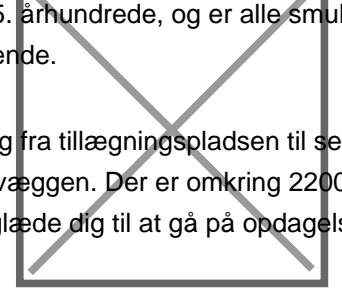 5. århundrede, og er alle smul
ende.
g fra tillægningspladsen til se
væggen. Der er omkring 2200
glæde dig til at gå på opdagels